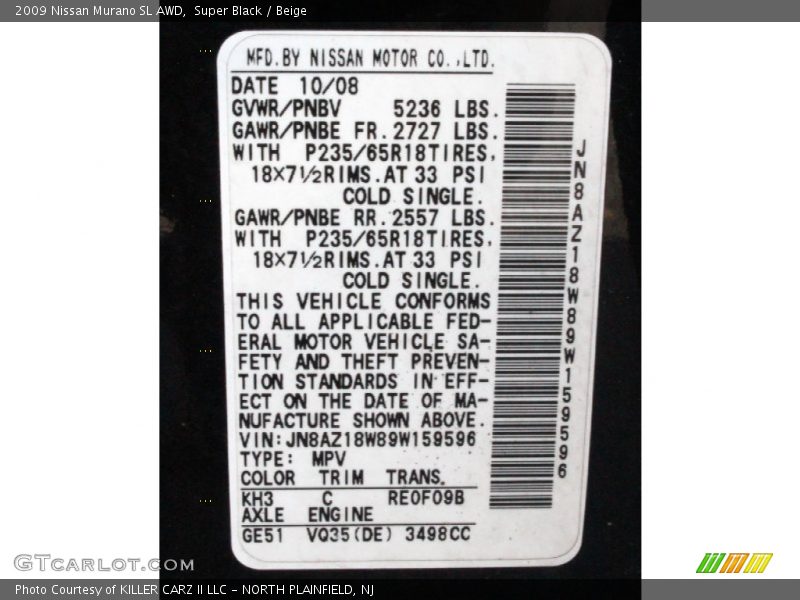 2009 Nissan Murano SL AWD,  Super Black / Beige
MFD.BY NISSAN MOTOR CO.,LTD.
DATE 10/08
GVWR/PNBV 5236 LBS.
GAWR/PNBE FR.2727 LBS.
WITH P235/65R18TIRES,
18×7½RIMS.AT 33 PSI
COLD SINGLE.
GAWR/PNBE RR.2557 LBS.
WITH P235/65R18TIRES,
18×7½RIMS.AT 33 PSI
COLD SINGLE.
THIS VEHICLE CONFORMS
TO ALL APPLICABLE FED-
ERAL MOTOR VEHICLE SA-
FETY AND THEFT PREVEN-
TION STANDARDS IN EFF-
ECT ON THE DATE OF MA-
NUFACTURE SHOWN ABOVE.
VIN:JN8AZ18W89W159596
TYPE: MPV
COLOR TRIM TRANS.
KH3 C RE0F09B
AXLE ENGINE
GE51 VQ35(DE) 3498CC
JN8AZ18W89W159596
GTCARLOT.COM
Photo Courtesy of KILLER CARZ II LLC - NORTH PLAINFIELD, NJ